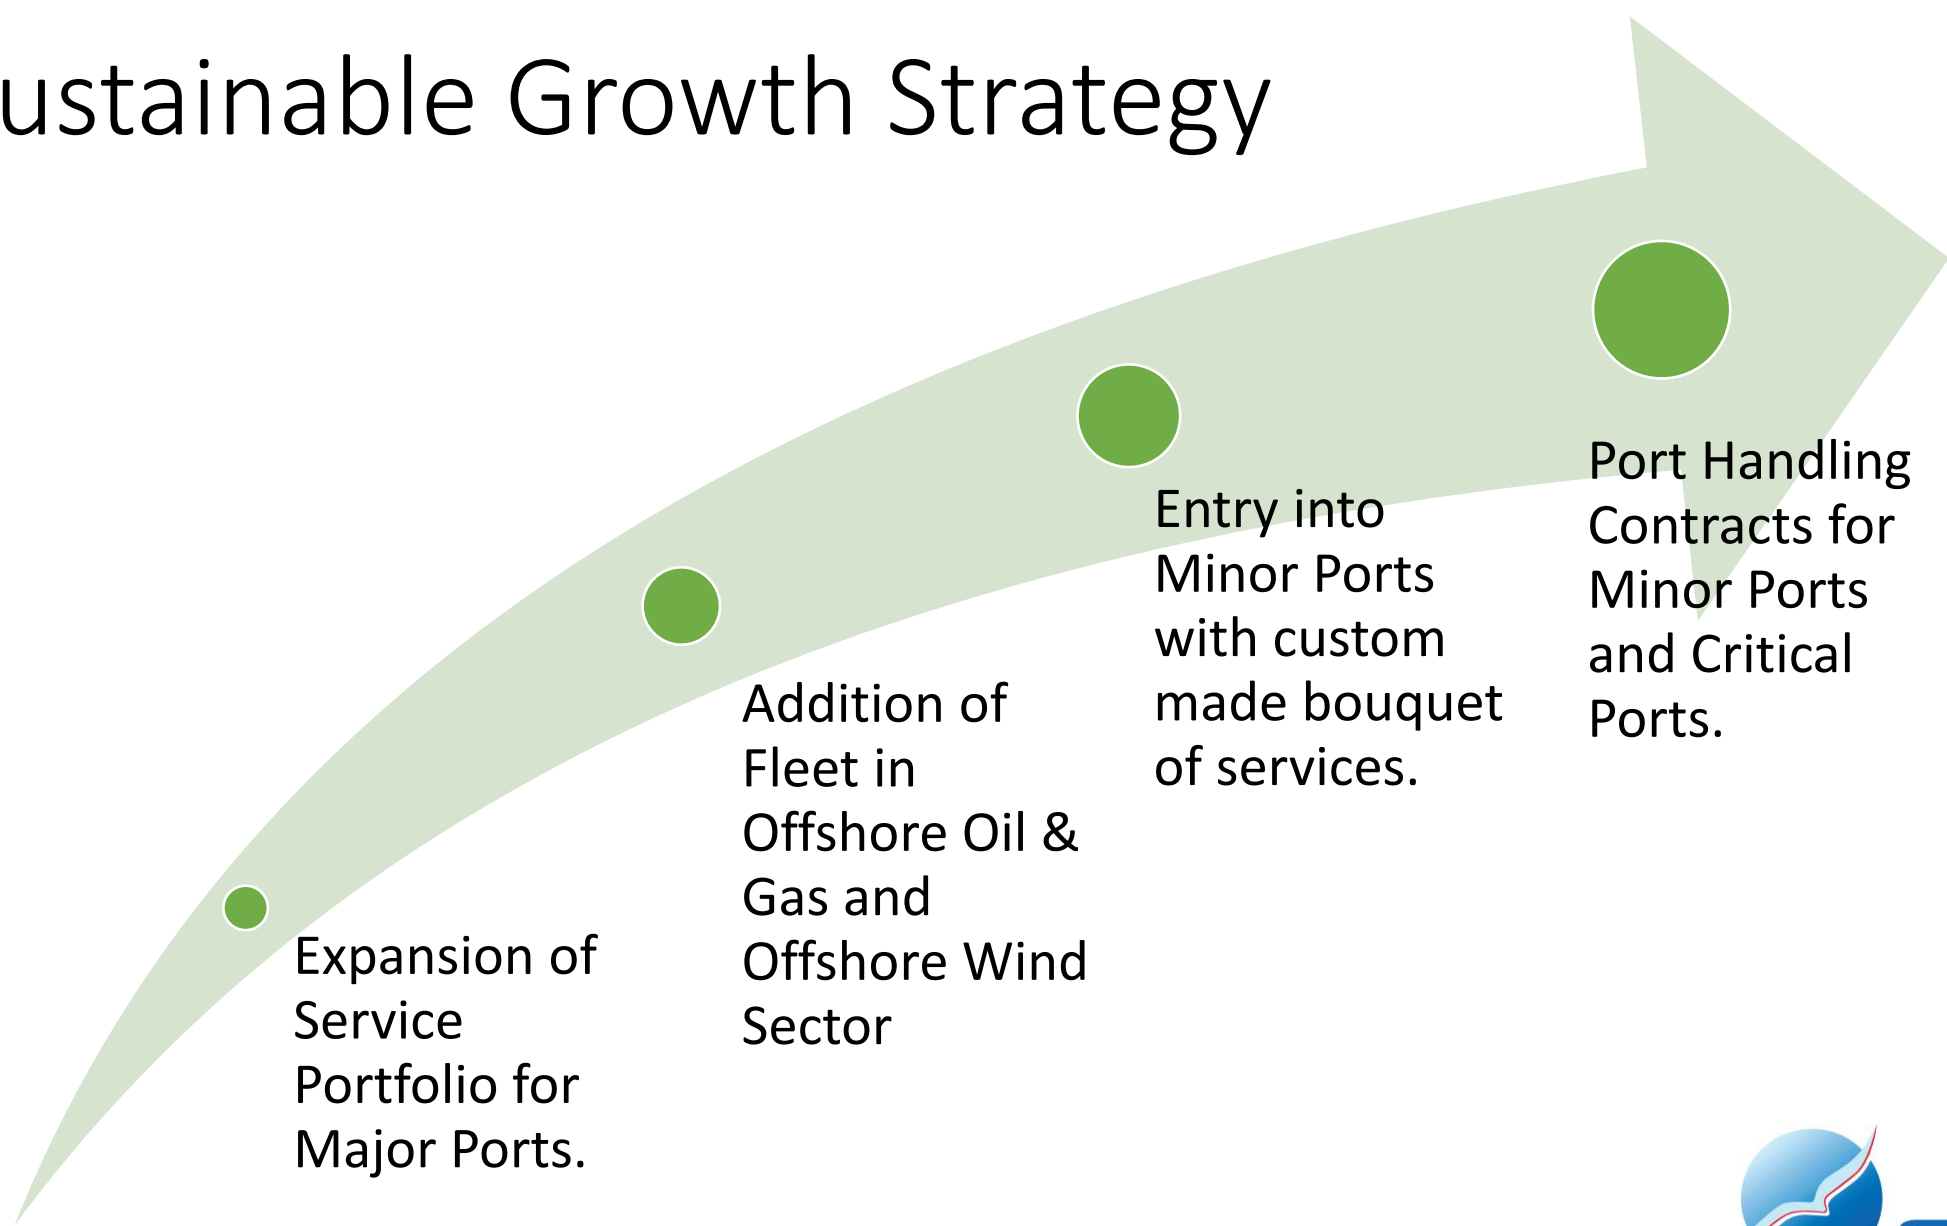 ustainable Growth Strategy
Expansion of
Service
Portfolio for
Major Ports.
Addition of
Fleet in
Offshore Oil &
Gas and
Offshore Wind
Sector
Entry into
Minor Ports
with custom
made bouquet
of services.
Port Handling
Contracts for
Minor Ports
and Critical
Ports.